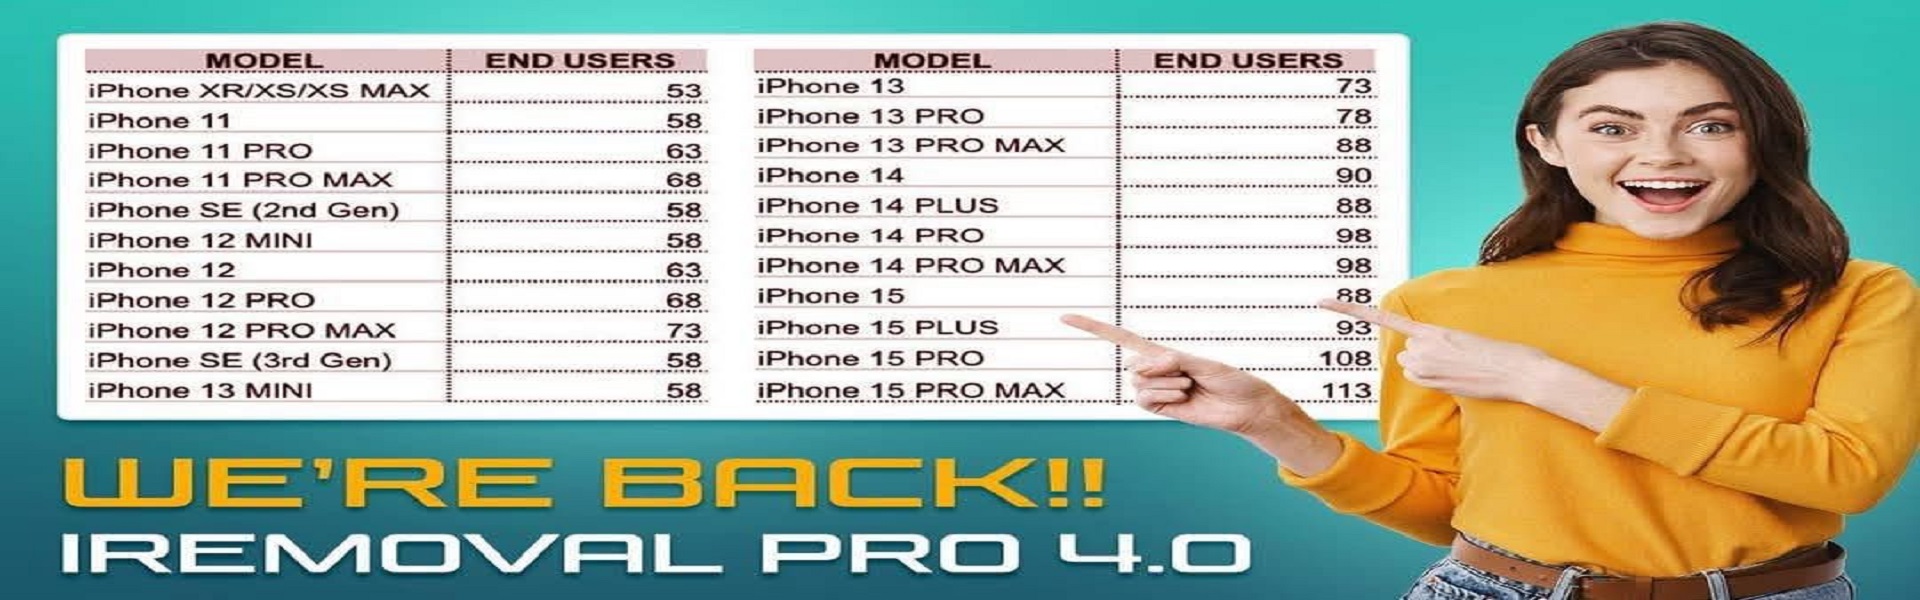 MODEL END USERS
iPhone XR/XS/XS MAX 53
iPhone 11 58
iPhone 11 PRO 63
iPhone 11 PRO MAX 68
iPhone SE (2nd Gen) 58
iPhone 12 MINI 58
iPhone 12 63
iPhone 12 PRO 68
iPhone 12 PRO MAX 73
iPhone SE (3rd Gen) 58
iPhone 13 MINI 58
MODEL END USERS
iPhone 13 73
iPhone 13 PRO 78
iPhone 13 PRO MAX 88
iPhone 14 90
iPhone 14 PLUS 88
iPhone 14 PRO 98
iPhone 14 PRO MAX 98
iPhone 15 88
iPhone 15 PLUS 93
iPhone 15 PRO 108
iPhone 15 PRO MAX 113
WE'RE BACK!!
IREMOVAL PRO 4.0